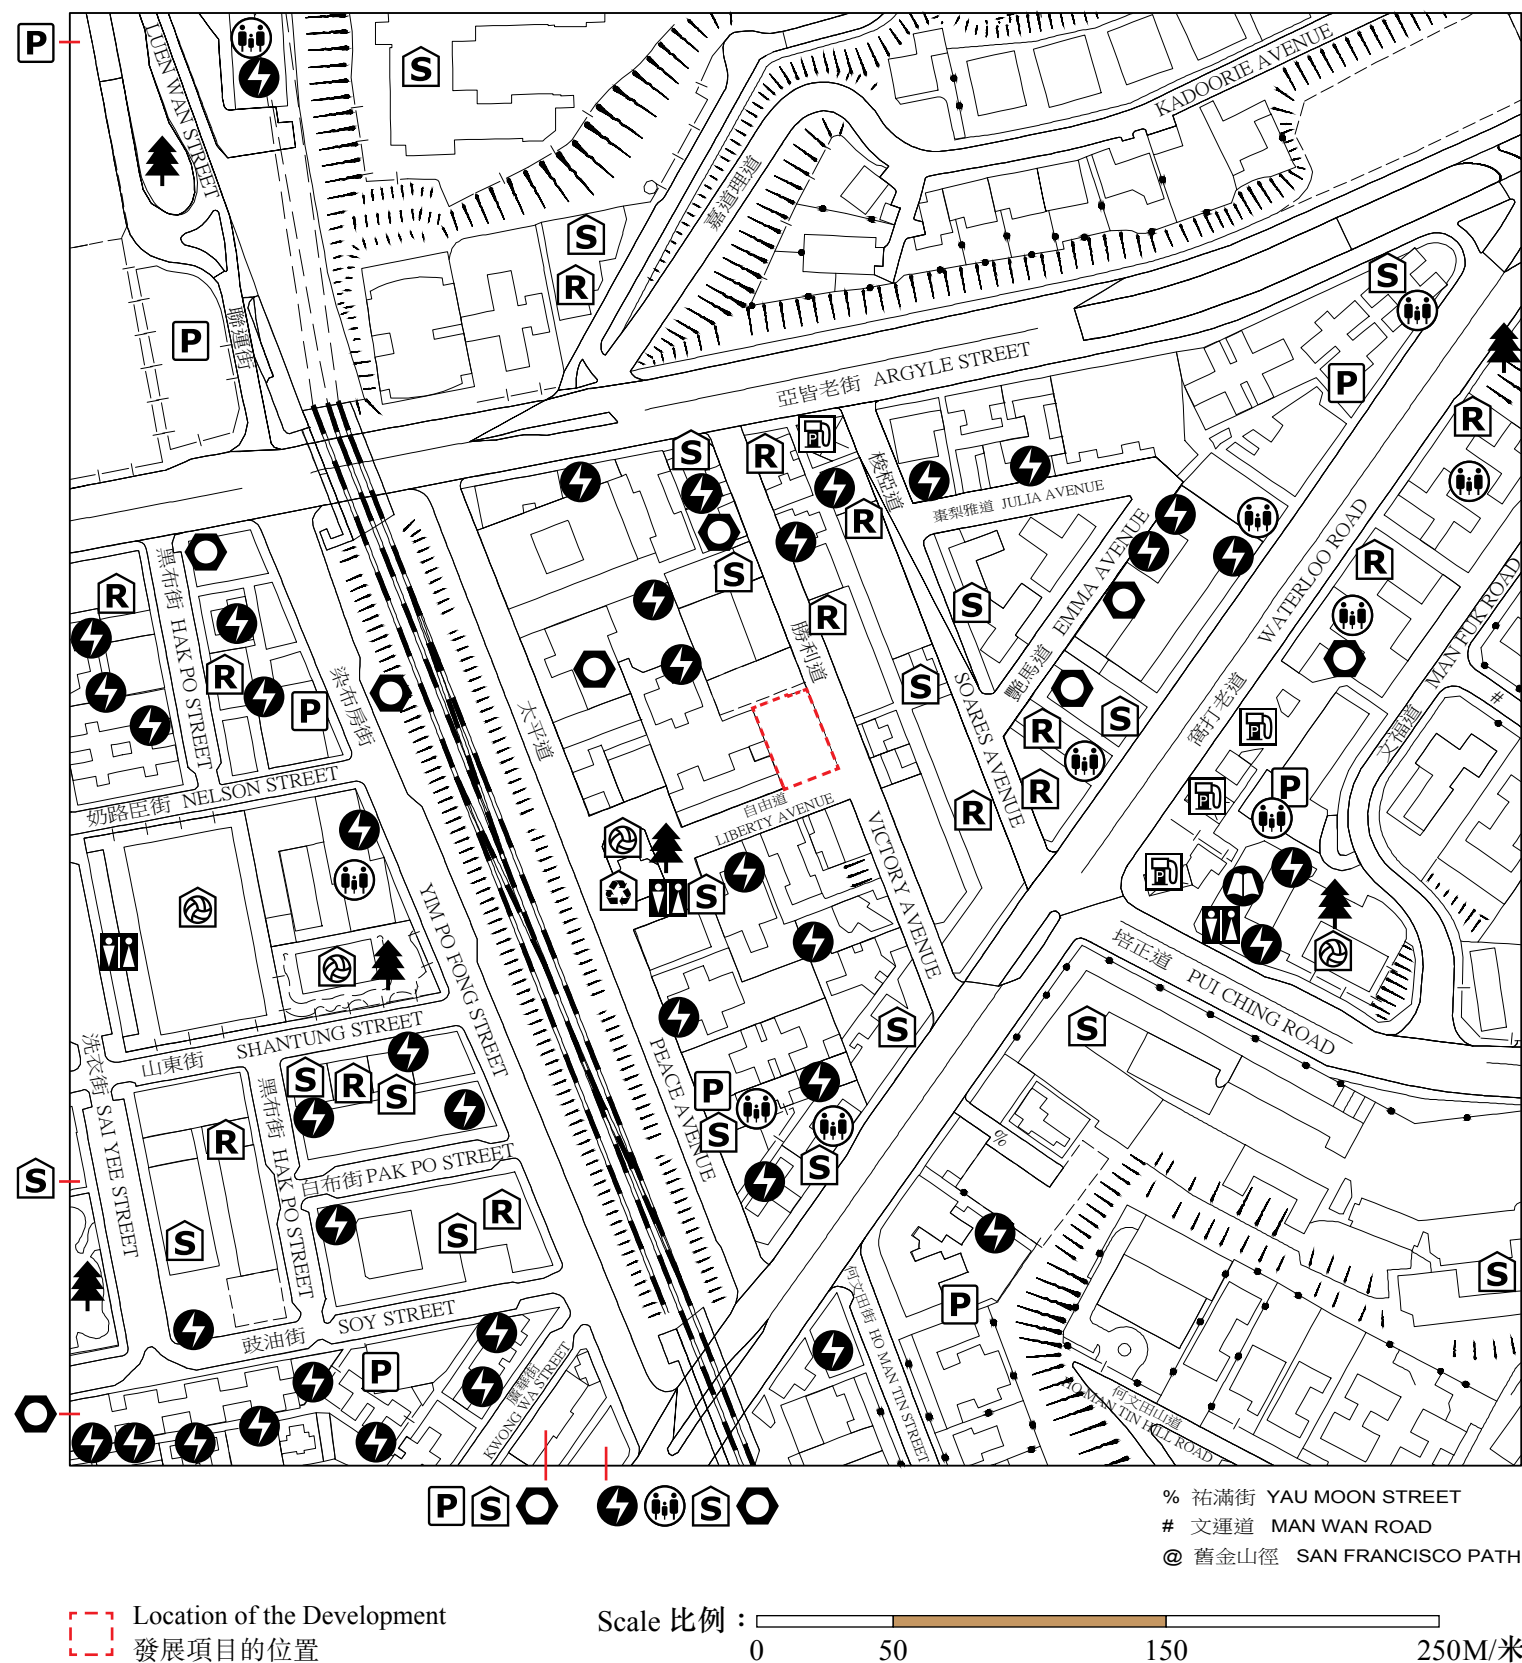 P
LUEN WAN STREET
S
KADOORIE AVENUE
嘉道理道
S
R
S
聯運街
P
亞皆老街 ARGYLE STREET
P
R
S
R
P
梭椏道
棗梨雅道 JULIA AVENUE
R
S
黑布街 HAK PO STREET
R
R
P
染布房街
太平道
勝利道
R
S
S
SOARES AVENUE
艷馬道 EMMA AVENUE
WATERLOO ROAD
窩打老道
R
MAN FUK ROAD
文福道
#
R
S
R
P
P
P
P
奶路臣街 NELSON STREET
自由道
LIBERTY AVENUE
VICTORY AVENUE
R
S
YIM PO FONG STREET
培正道 PUI CHING ROAD
S
S
洗衣街 SAI YEE STREET
山東街 SHANTUNG STREET
PEACE AVENUE
S
R
S
P
S
S
黑布街 HAK PO STREET
R
白布街 PAK PO STREET
%
S
S
S
R
S
P
何文田街 HO MAN TIN STREET
豉油街 SOY STREET
P
廣華街
KWONG WA STREET
何文田山道
HO MAN TIN HILL ROAD
P S
S
% 祐滿街 YAU MOON STREET
# 文運道 MAN WAN ROAD
@ 舊金山徑 SAN FRANCISCO PATH
Location of the Development
發展項目的位置
Scale 比例：
0 50 150 250M/米